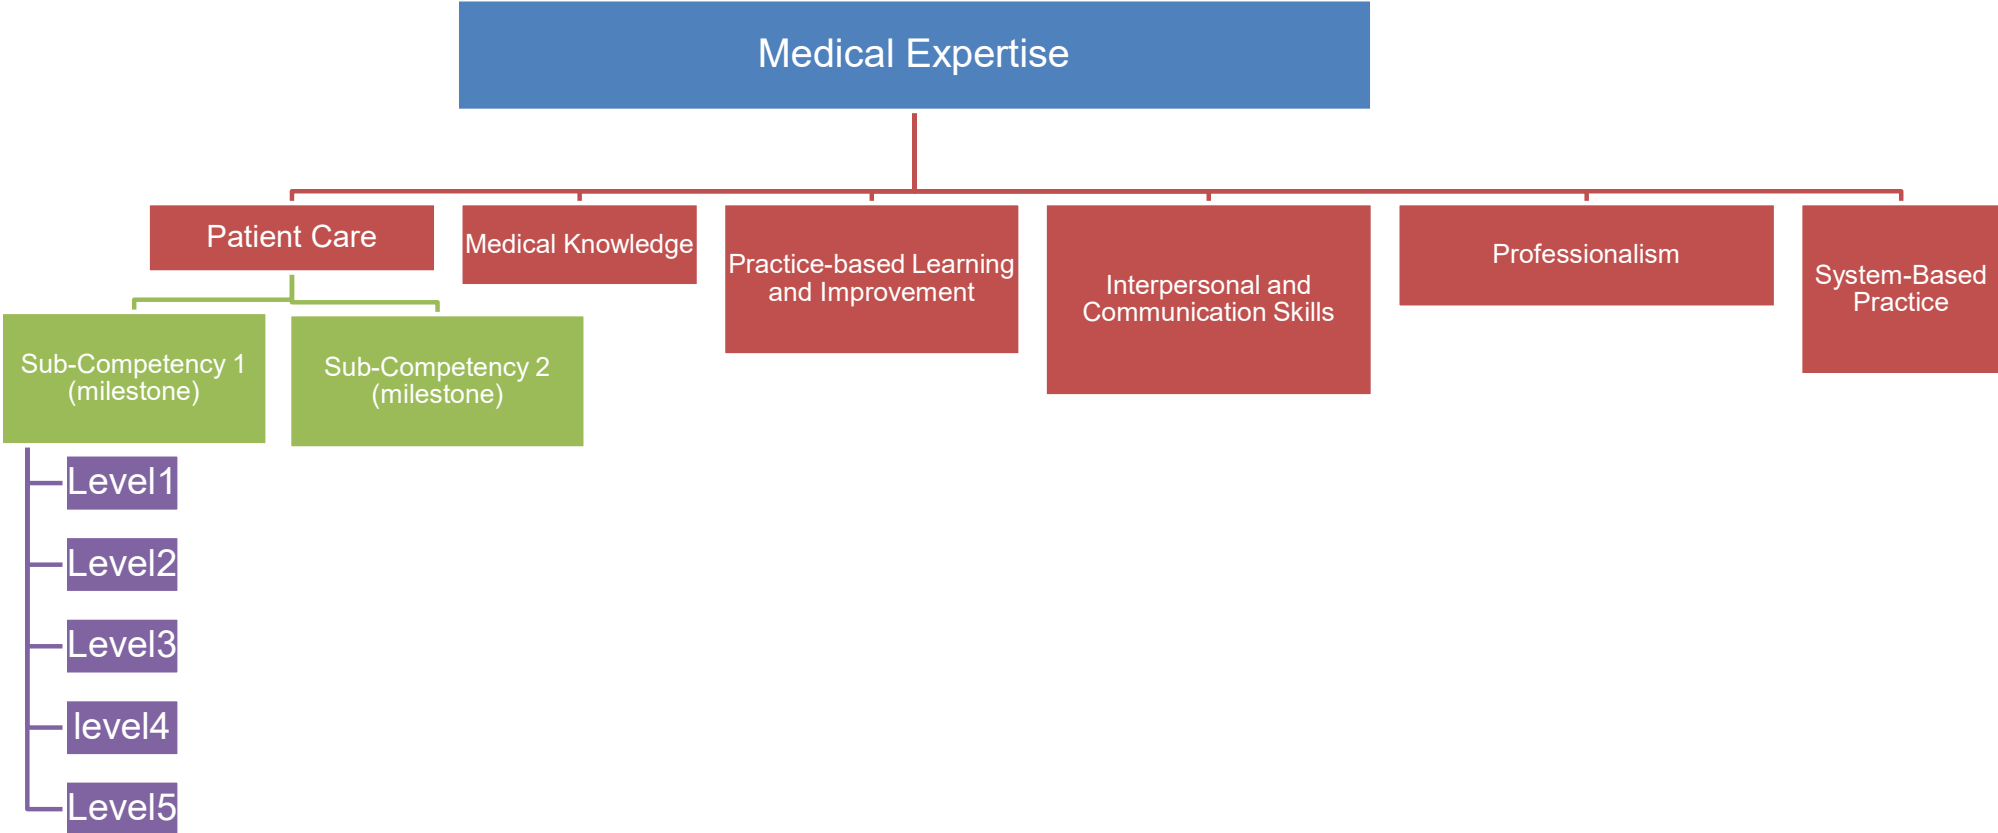 Medical Expertise
Patient Care
Medical Knowledge
Practice-based Learning
and Improvement
Interpersonal and
Communication Skills
Professionalism
System-Based
Practice
Sub-Competency 1
(milestone)
Sub-Competency 2
(milestone)
Level1
Level2
Level3
level4
Level5